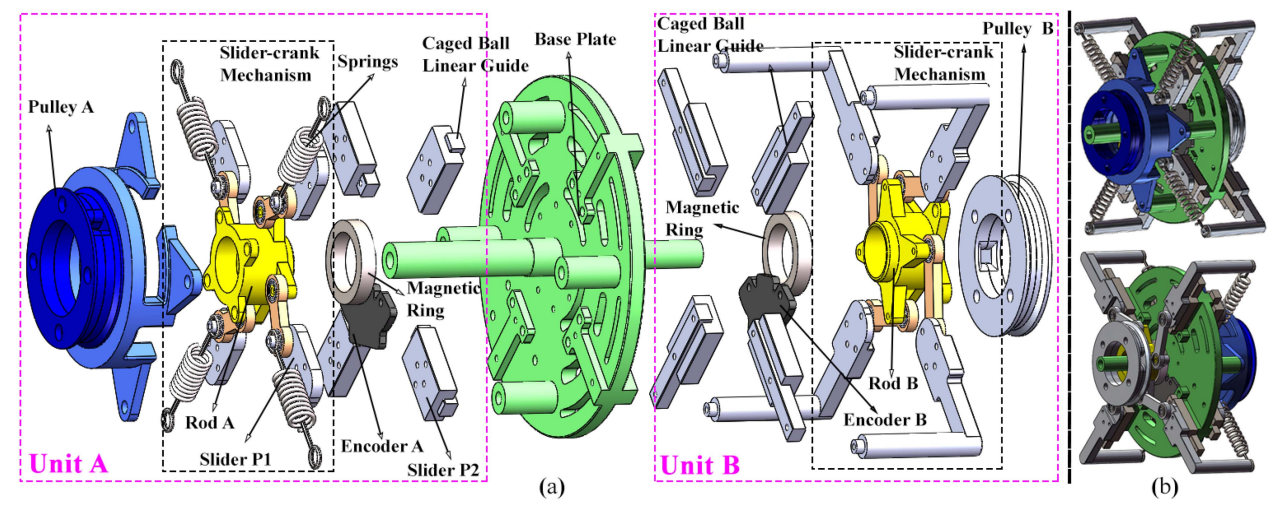 Pulley A
Slider-crank
Mechanism
Springs
Caged Ball
Linear Guide
Base Plate
Magnetic
Ring
Rod A
Slider P1
Encoder A
Slider P2
Unit A
(a)
Caged Ball
Linear Guide
Slider-crank
Mechanism
Pulley B
Magnetic
Ring
Rod B
Encoder B
Unit B
(b)